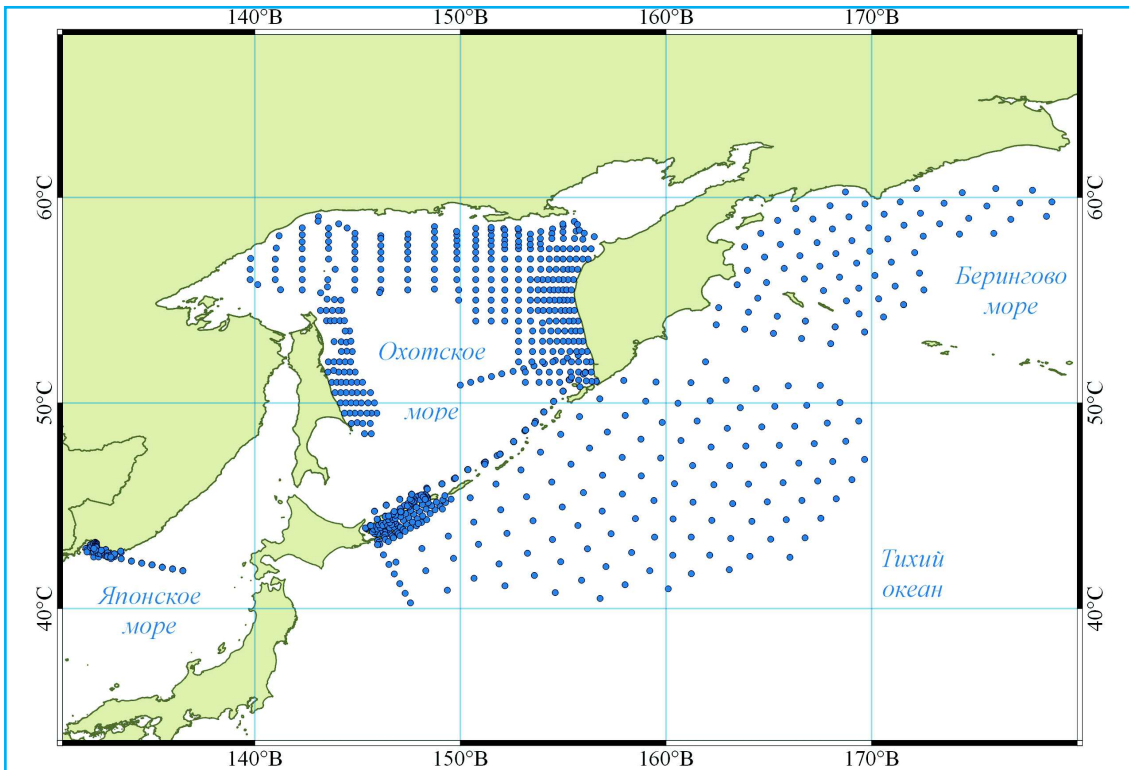 140°В 150°В 160°В 170°В
60°С 60°С
Берингово
море
Охотское
море
50°С 50°С
Тихий
океан
Японское
море
40°С 40°С
140°В 150°В 160°В 170°В